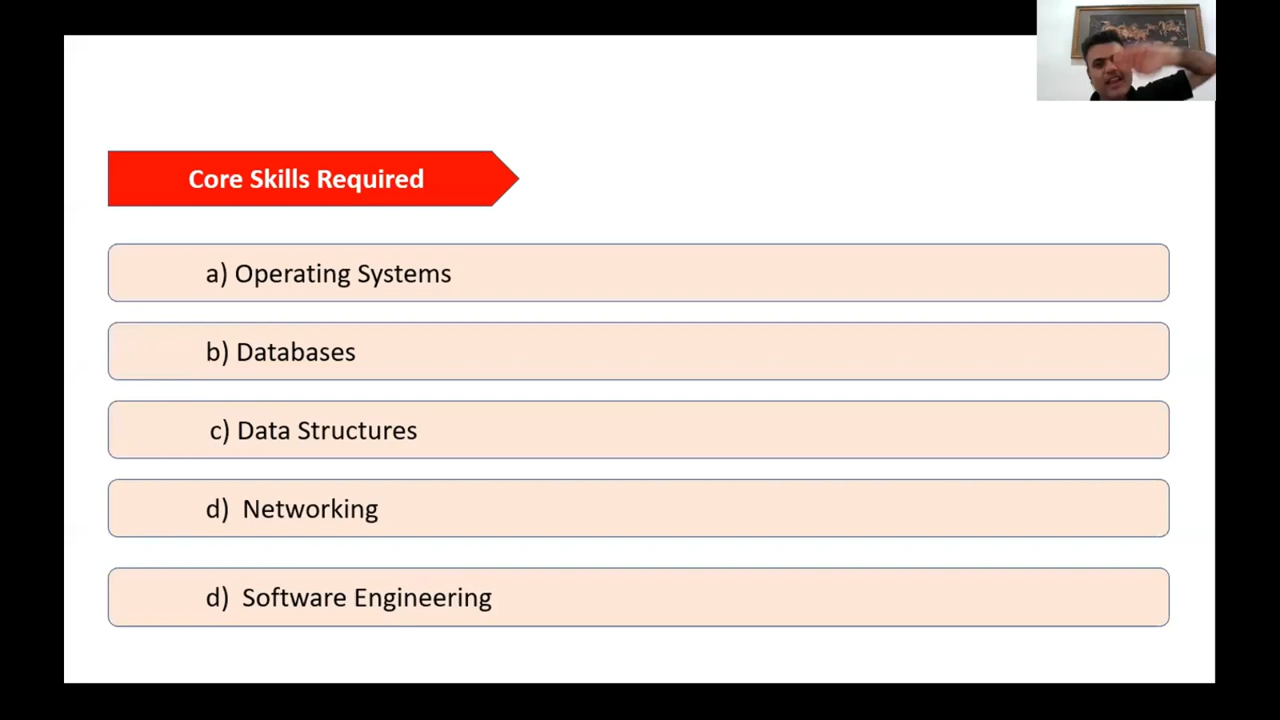 Core Skills Required
a) Operating Systems
b) Databases
c) Data Structures
d) Networking
d) Software Engineering